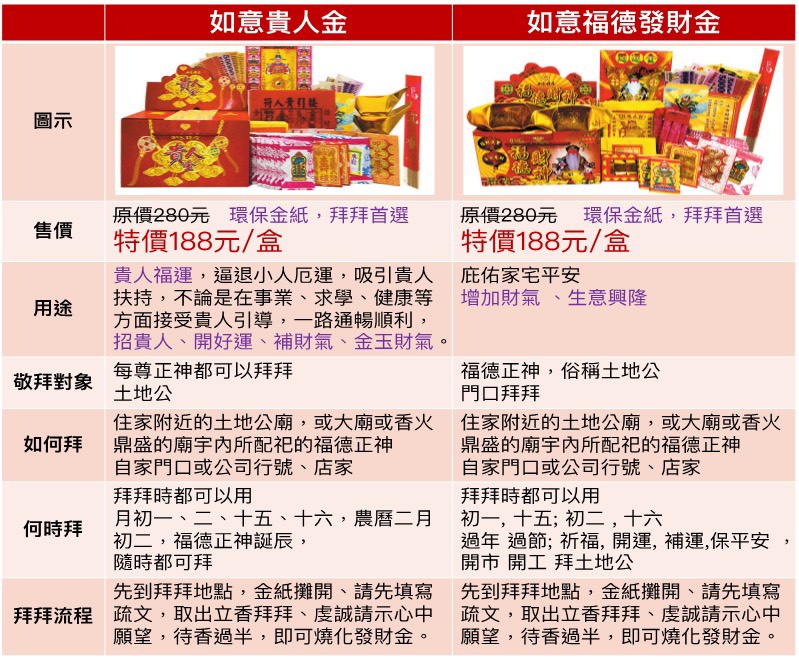 如意貴人金
如意福德發財金
圖示
貴人金
符人貴引接
福祿壽
福德財神
福德財神
售價
原價280元 環保金紙，拜拜首選
特價188元/盒
原價280元 環保金紙，拜拜首選
特價188元/盒
用途
貴人福運，逼退小人厄運，吸引貴人
扶持，不論是在事業、求學、健康等
方面接受貴人引導，一路通暢順利，
招貴人、開好運、補財氣、金玉財氣。
庇佑家宅平安
增加財氣 、生意興隆
敬拜對象
每尊正神都可以拜拜
土地公
福德正神，俗稱土地公
門口拜拜
如何拜
住家附近的土地公廟，或大廟或香火
鼎盛的廟宇內所配祀的福德正神
自家門口或公司行號、店家
住家附近的土地公廟，或大廟或香火
鼎盛的廟宇內所配祀的福德正神
自家門口或公司行號、店家
何時拜
拜拜時都可以用
月初一、二、十五、十六，農曆二月
初二，福德正神誕辰，
隨時都可拜
拜拜時都可以用
初一, 十五; 初二 , 十六
過年 過節; 祈福, 開運, 補運,保平安 ，
開市 開工 拜土地公
拜拜流程
先到拜拜地點，金紙攤開、請先填寫
疏文，取出立香拜拜、虔誠請示心中
願望，待香過半，即可燒化發財金。
先到拜拜地點，金紙攤開、請先填寫
疏文，取出立香拜拜、虔誠請示心中
願望，待香過半，即可燒化發財金。